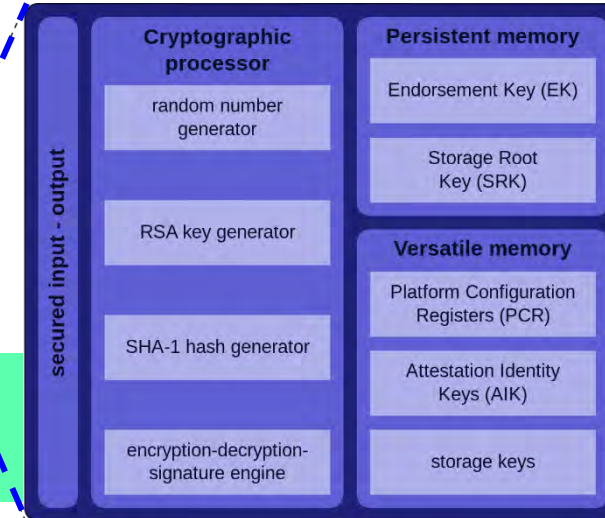 secured input - output
Cryptographic
processor
random number
generator
RSA key generator
SHA-1 hash generator
encryption-decryption-
signature engine
Persistent memory
Endorsement Key (EK)
Storage Root
Key (SRK)
Versatile memory
Platform Configuration
Registers (PCR)
Attestation Identity
Keys (AIK)
storage keys